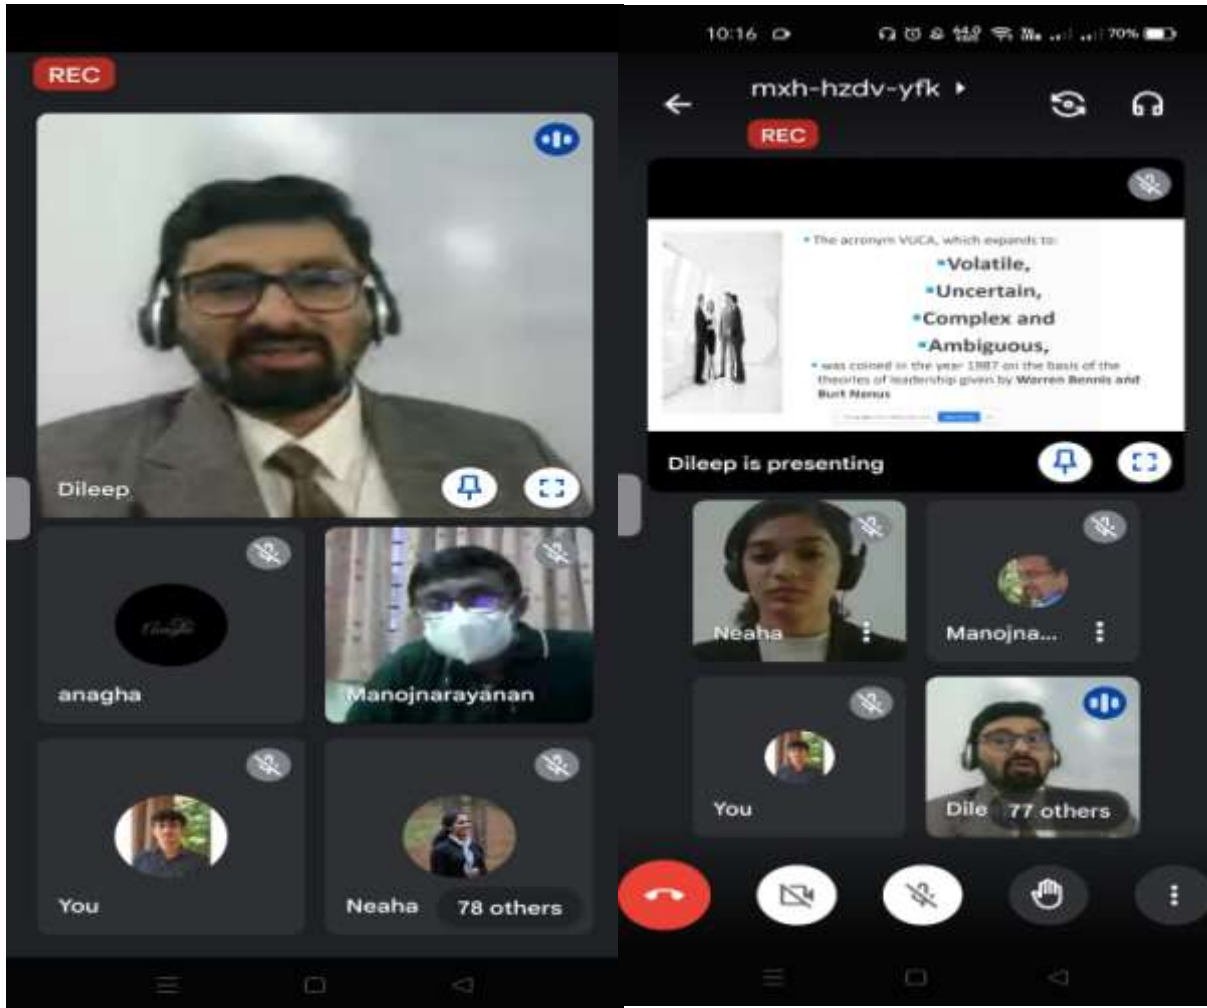 REC
Dileep
anagha
Manojnarayanan
You
Neaha
78 others
10:16
70%
mxh-hzdv-yfk
REC
• The acronym VUCA, which expands to:
▪Volatile,
▪Uncertain,
▪Complex and
▪Ambiguous,
• was coined in the year 1987 on the basis of the
theories of leadership given by Warren Bennis and
Burt Nanus
Dileep is presenting
Neaha
Manojna...
You
Dile
77 others